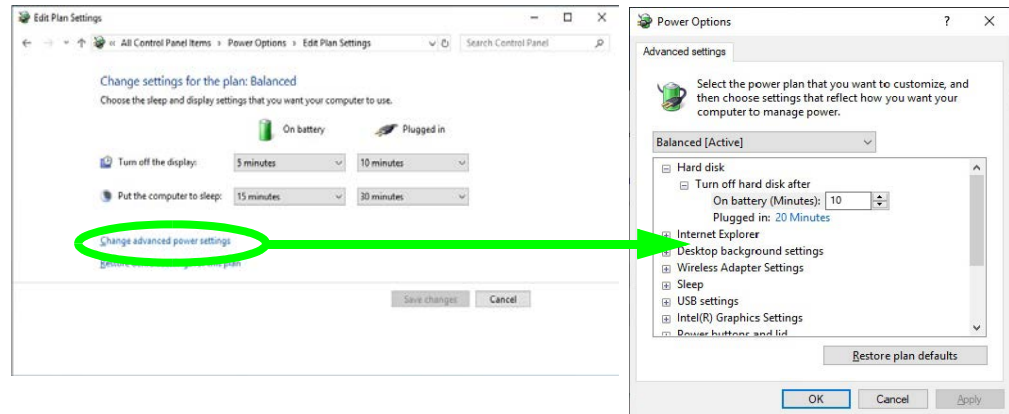 Edit Plan Settings
« All Control Panel Items › Power Options › Edit Plan Settings
Search Control Panel
Change settings for the plan: Balanced
Choose the sleep and display settings that you want your computer to use.
On battery
Plugged in
Turn off the display:
5 minutes
10 minutes
Put the computer to sleep:
15 minutes
30 minutes
Change advanced power settings
plan
Save changes
Cancel
Power Options
?
Advanced settings
Select the power plan that you want to customize, and
then choose settings that reflect how you want your
computer to manage power.
Balanced [Active]
Hard disk
Turn off hard disk after
On battery (Minutes): 10
Plugged in: 20 Minutes
Internet Explorer
Desktop background settings
Wireless Adapter Settings
Sleep
USB settings
Intel(R) Graphics Settings
Power buttons and lid
Restore plan defaults
OK
Cancel
Apply